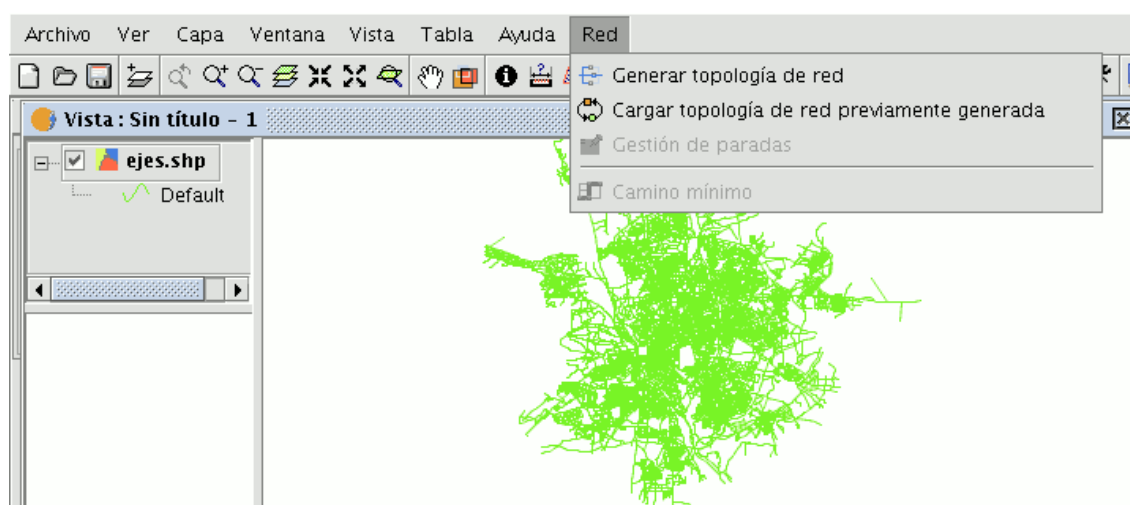 Archivo Ver Capa Ventana Vista Tabla Ayuda Red
Generar topología de red
Cargar topología de red previamente generada
Gestión de paradas
Camino mínimo
Vista : Sin título - 1
ejes.shp
Default